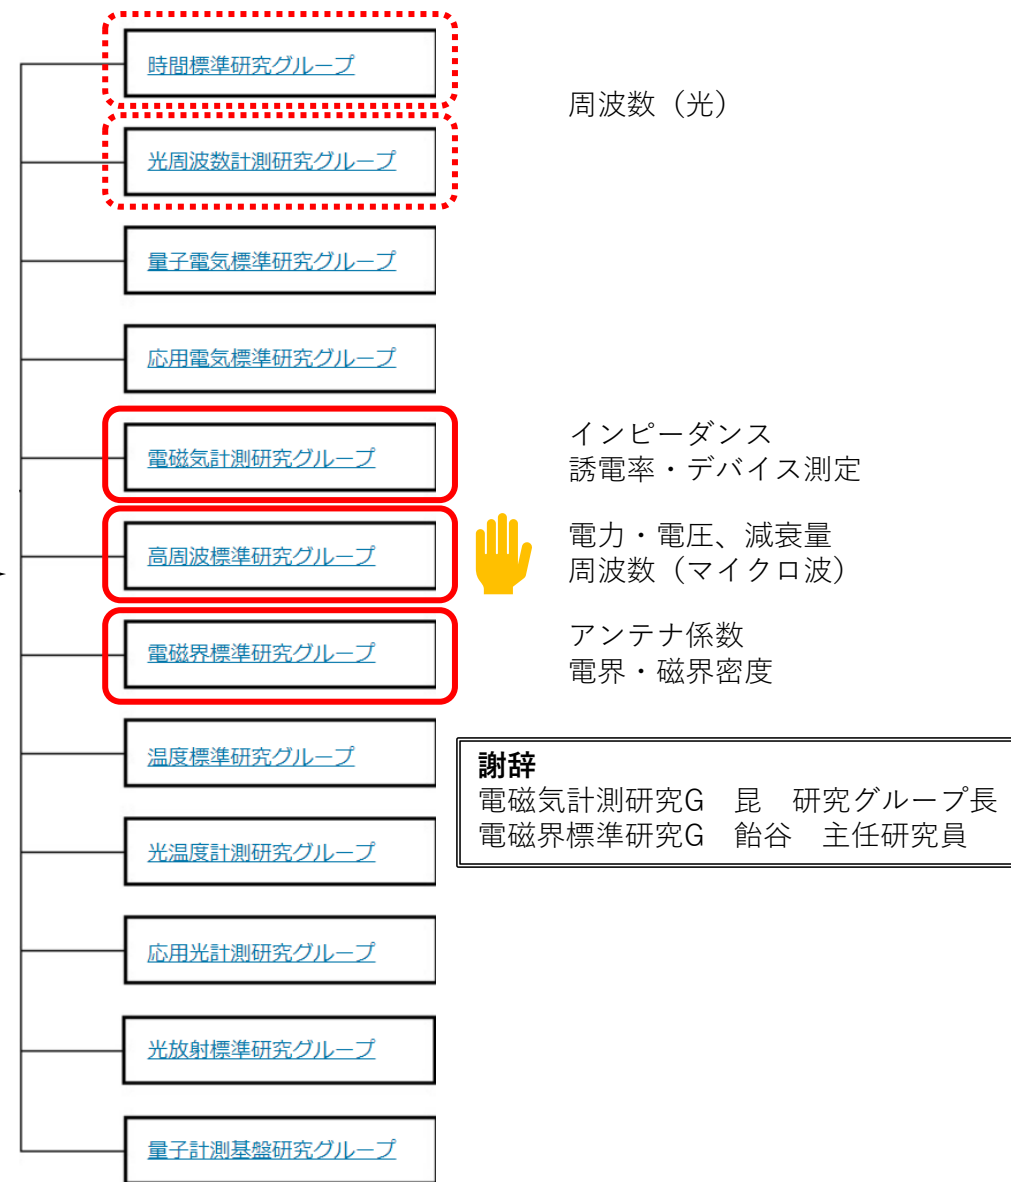 時間標準研究グループ
周波数（光）
光周波数計測研究グループ
量子電気標準研究グループ
応用電気標準研究グループ
電磁気計測研究グループ
インピーダンス
誘電率・デバイス測定
高周波標準研究グループ
電力・電圧、減衰量
周波数（マイクロ波）
電磁界標準研究グループ
アンテナ係数
電界・磁界密度
温度標準研究グループ
謝辞
電磁気計測研究G　昆　研究グループ長
電磁界標準研究G　飴谷　主任研究員
光温度計測研究グループ
応用光計測研究グループ
光放射標準研究グループ
量子計測基盤研究グループ